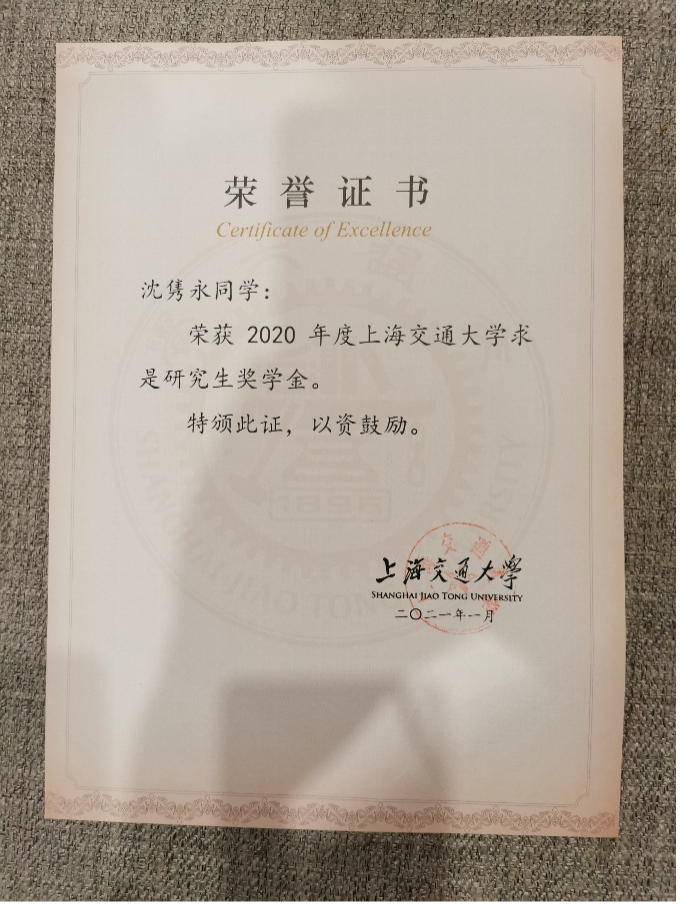 荣誉证书
Certificate of Excellence
沈隽永同学：
荣获 2020 年度上海交通大学求
是研究生奖学金。
特颁此证，以资鼓励。
上海交通大学
SHANGHAI JIAO TONG UNIVERSITY
二〇二一年一月